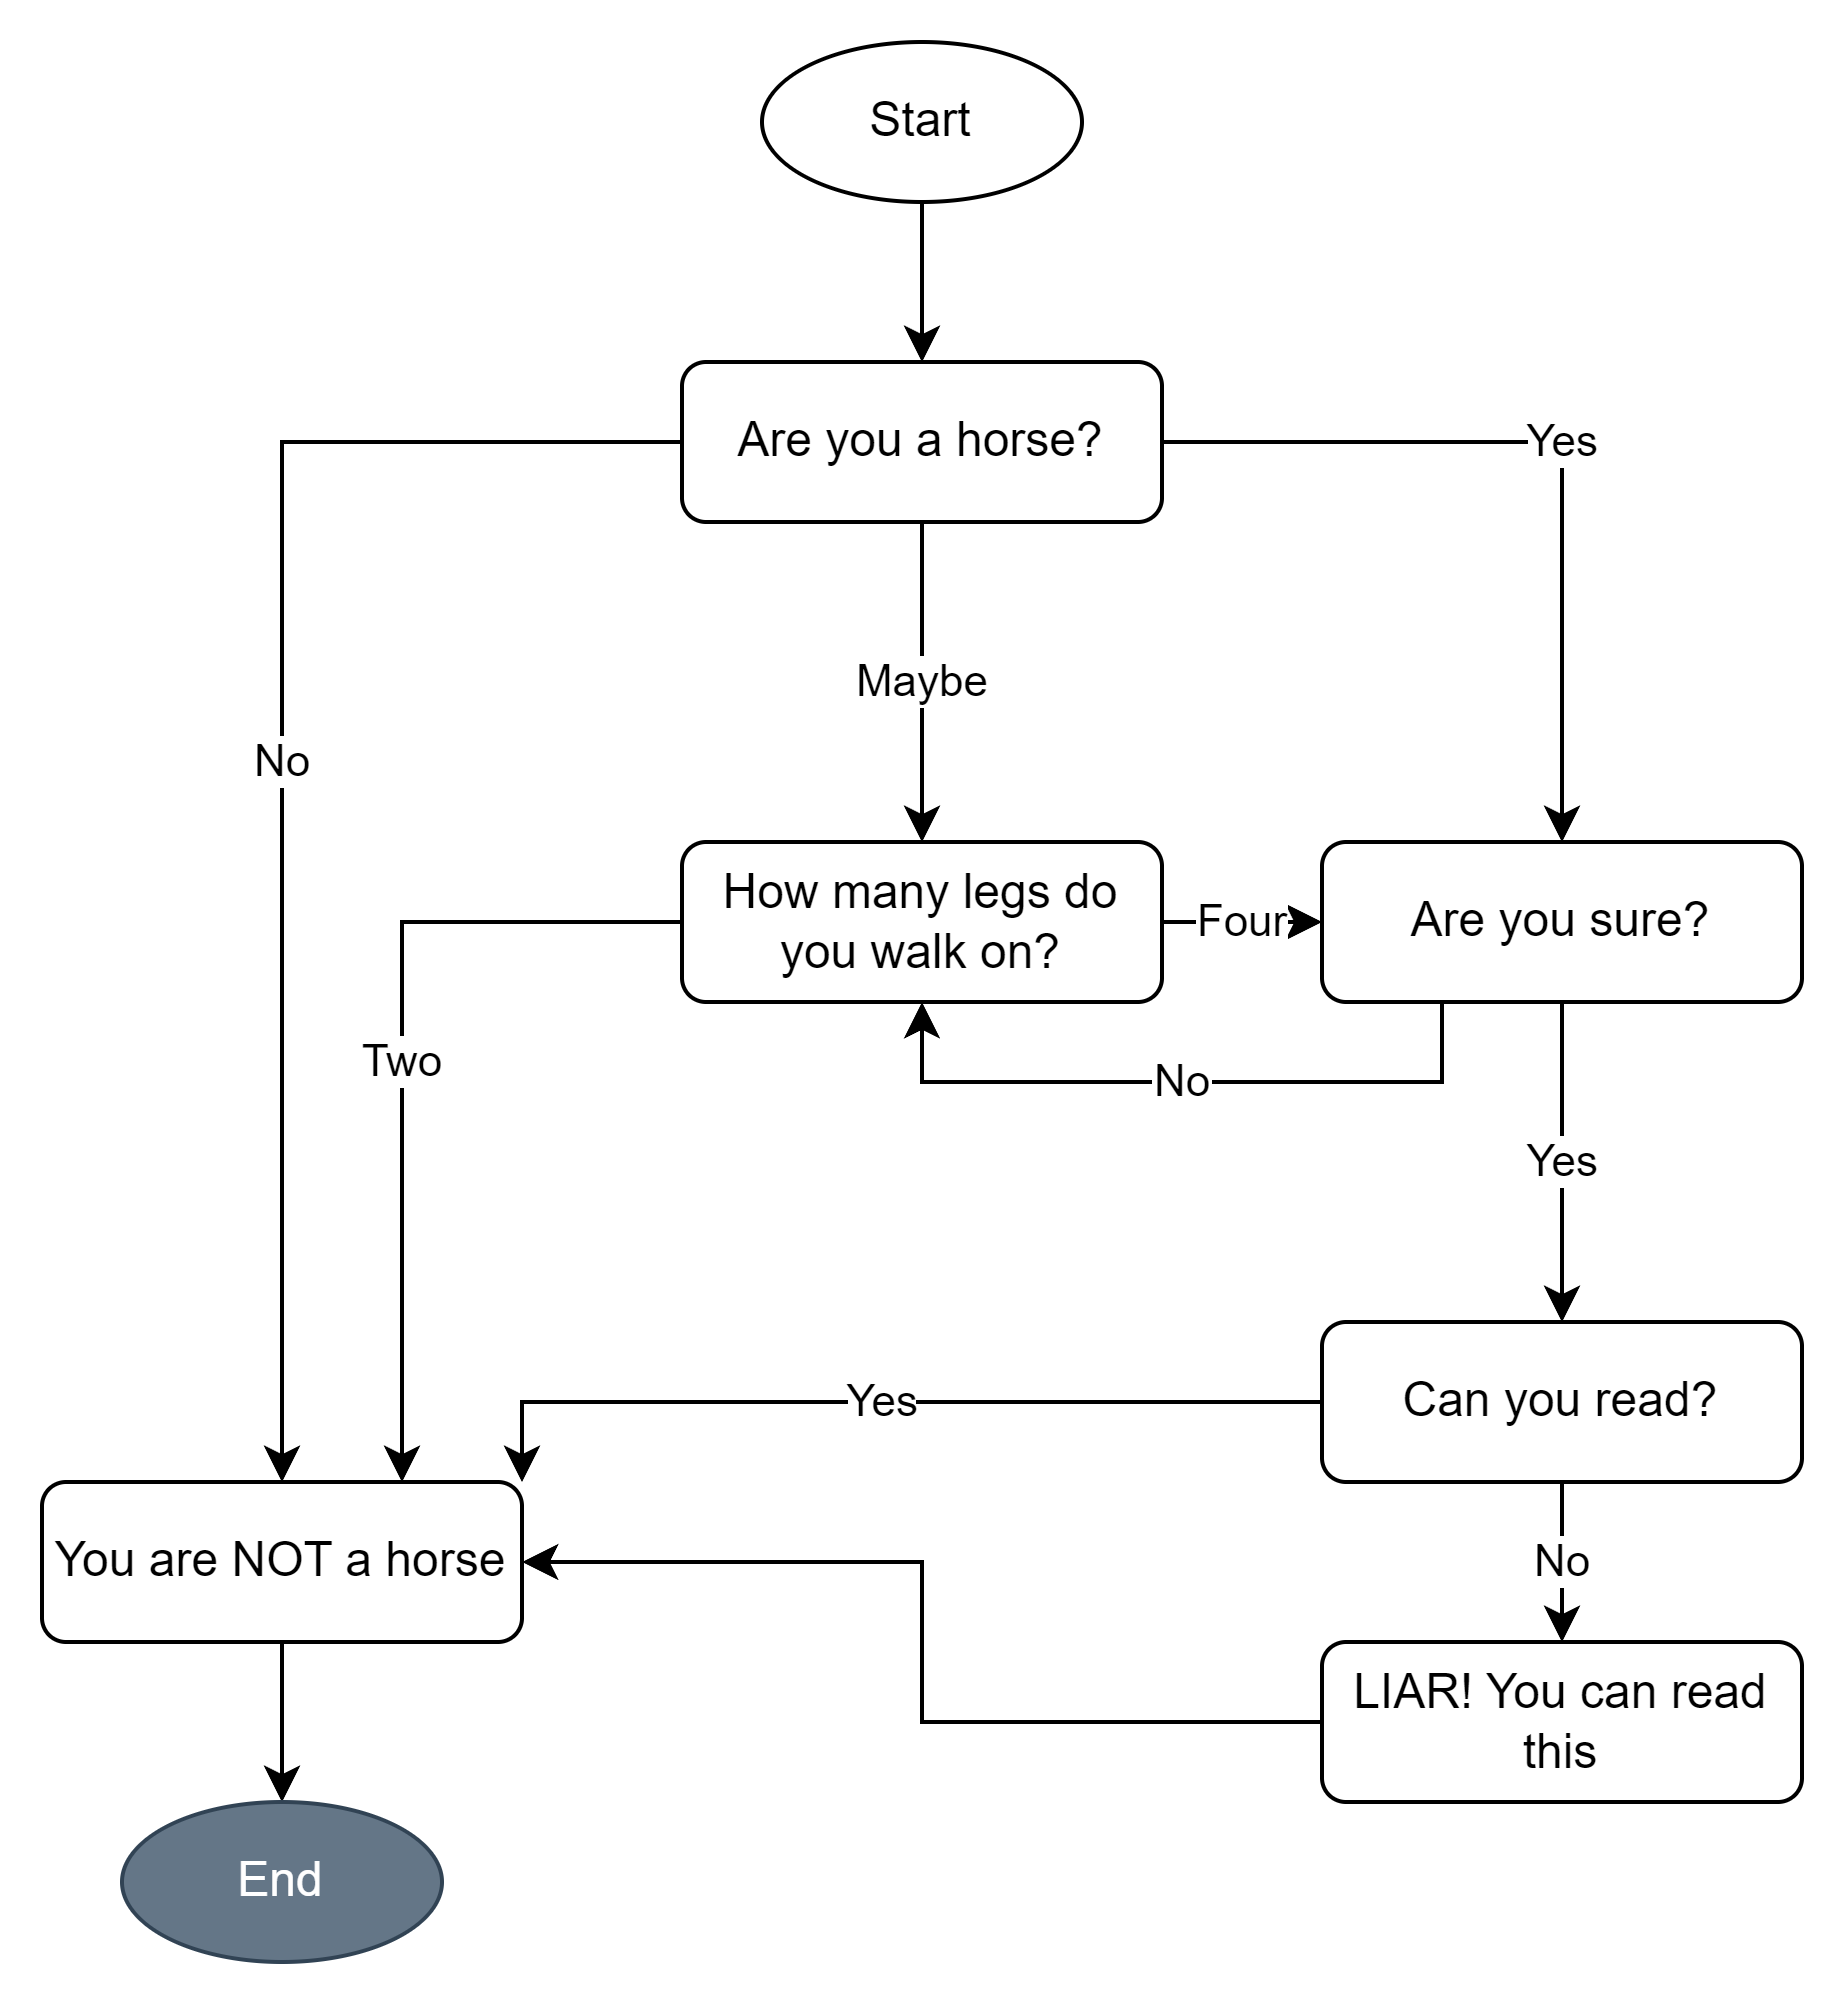 Start
Are you a horse?
Yes
Maybe
No
How many legs do
you walk on?
Four
Are you sure?
Two
No
Yes
Yes
Can you read?
You are NOT a horse
No
LIAR! You can read
this
End